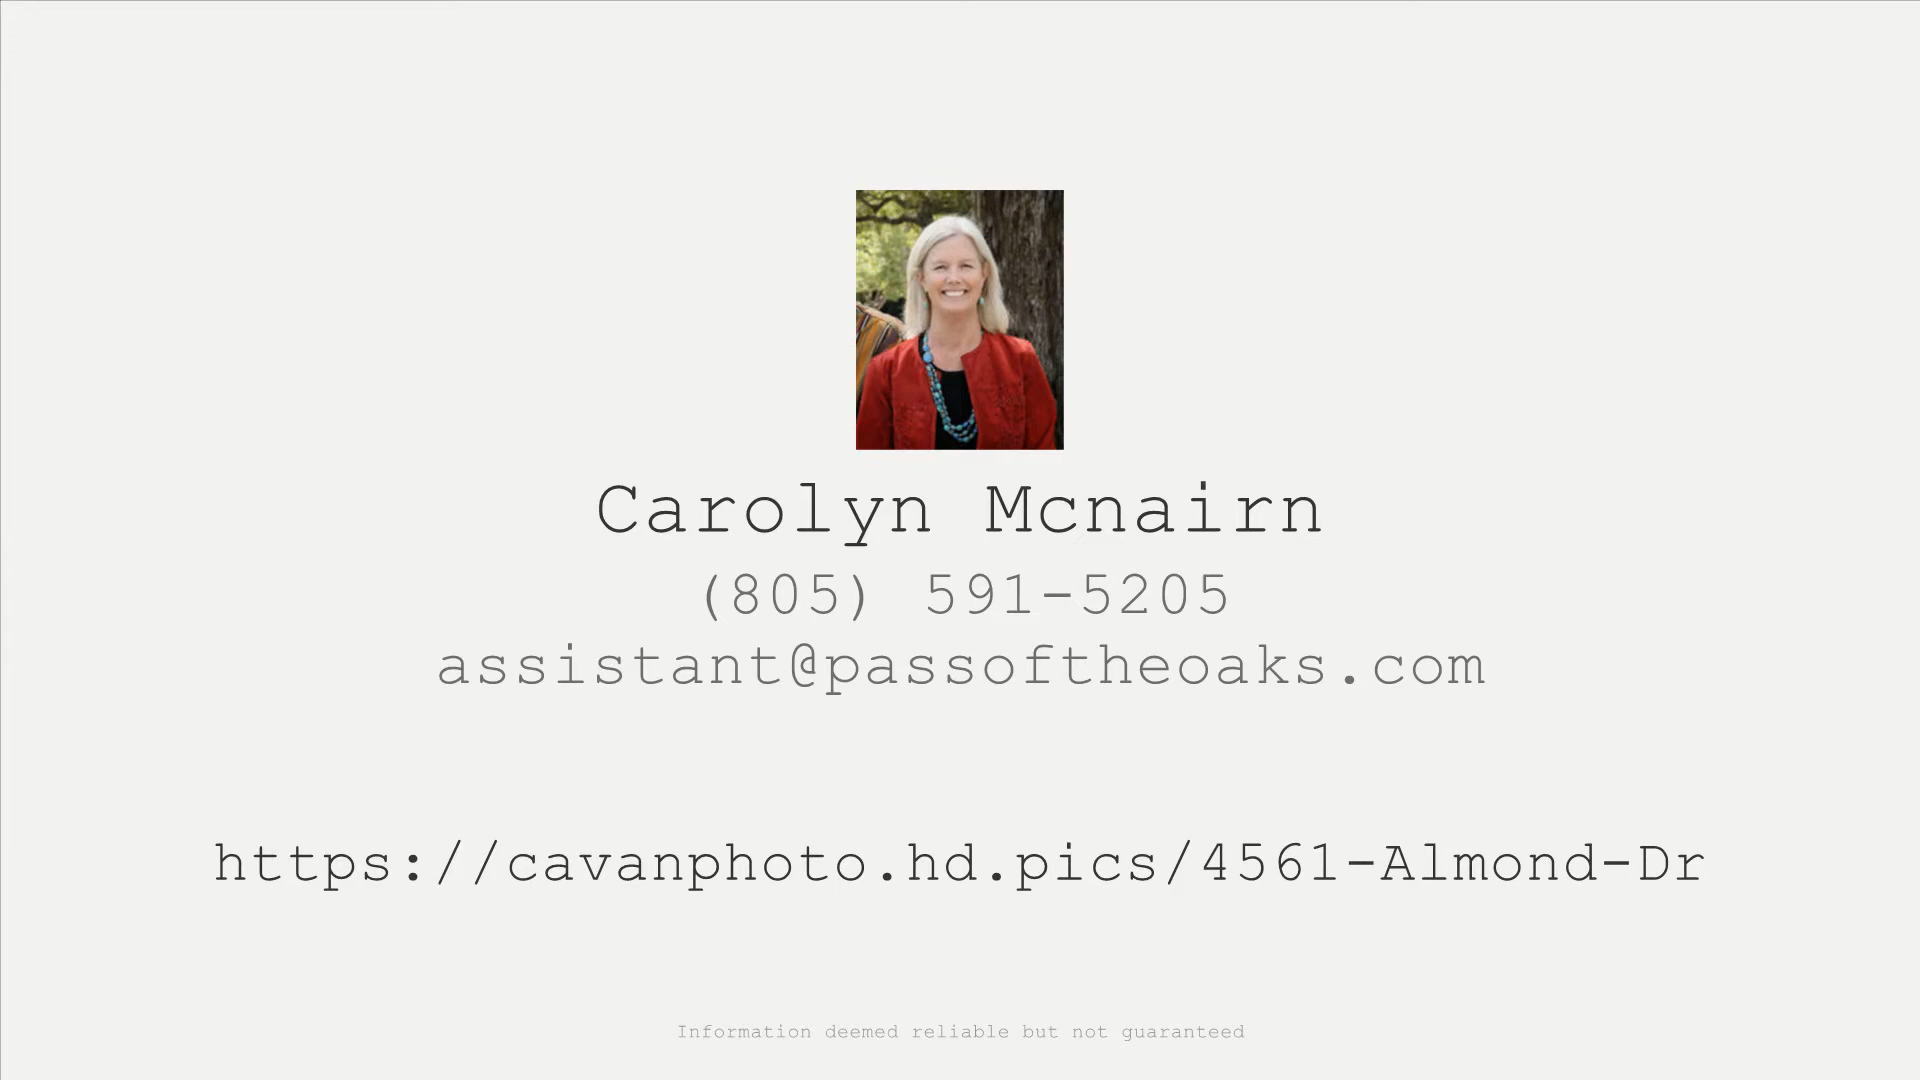 Carolyn Mcnairn
(805) 591-5205
assistant@passoftheoaks.com
https://cavanphoto.hd.pics/4561-Almond-Dr
Information deemed reliable but not guaranteed